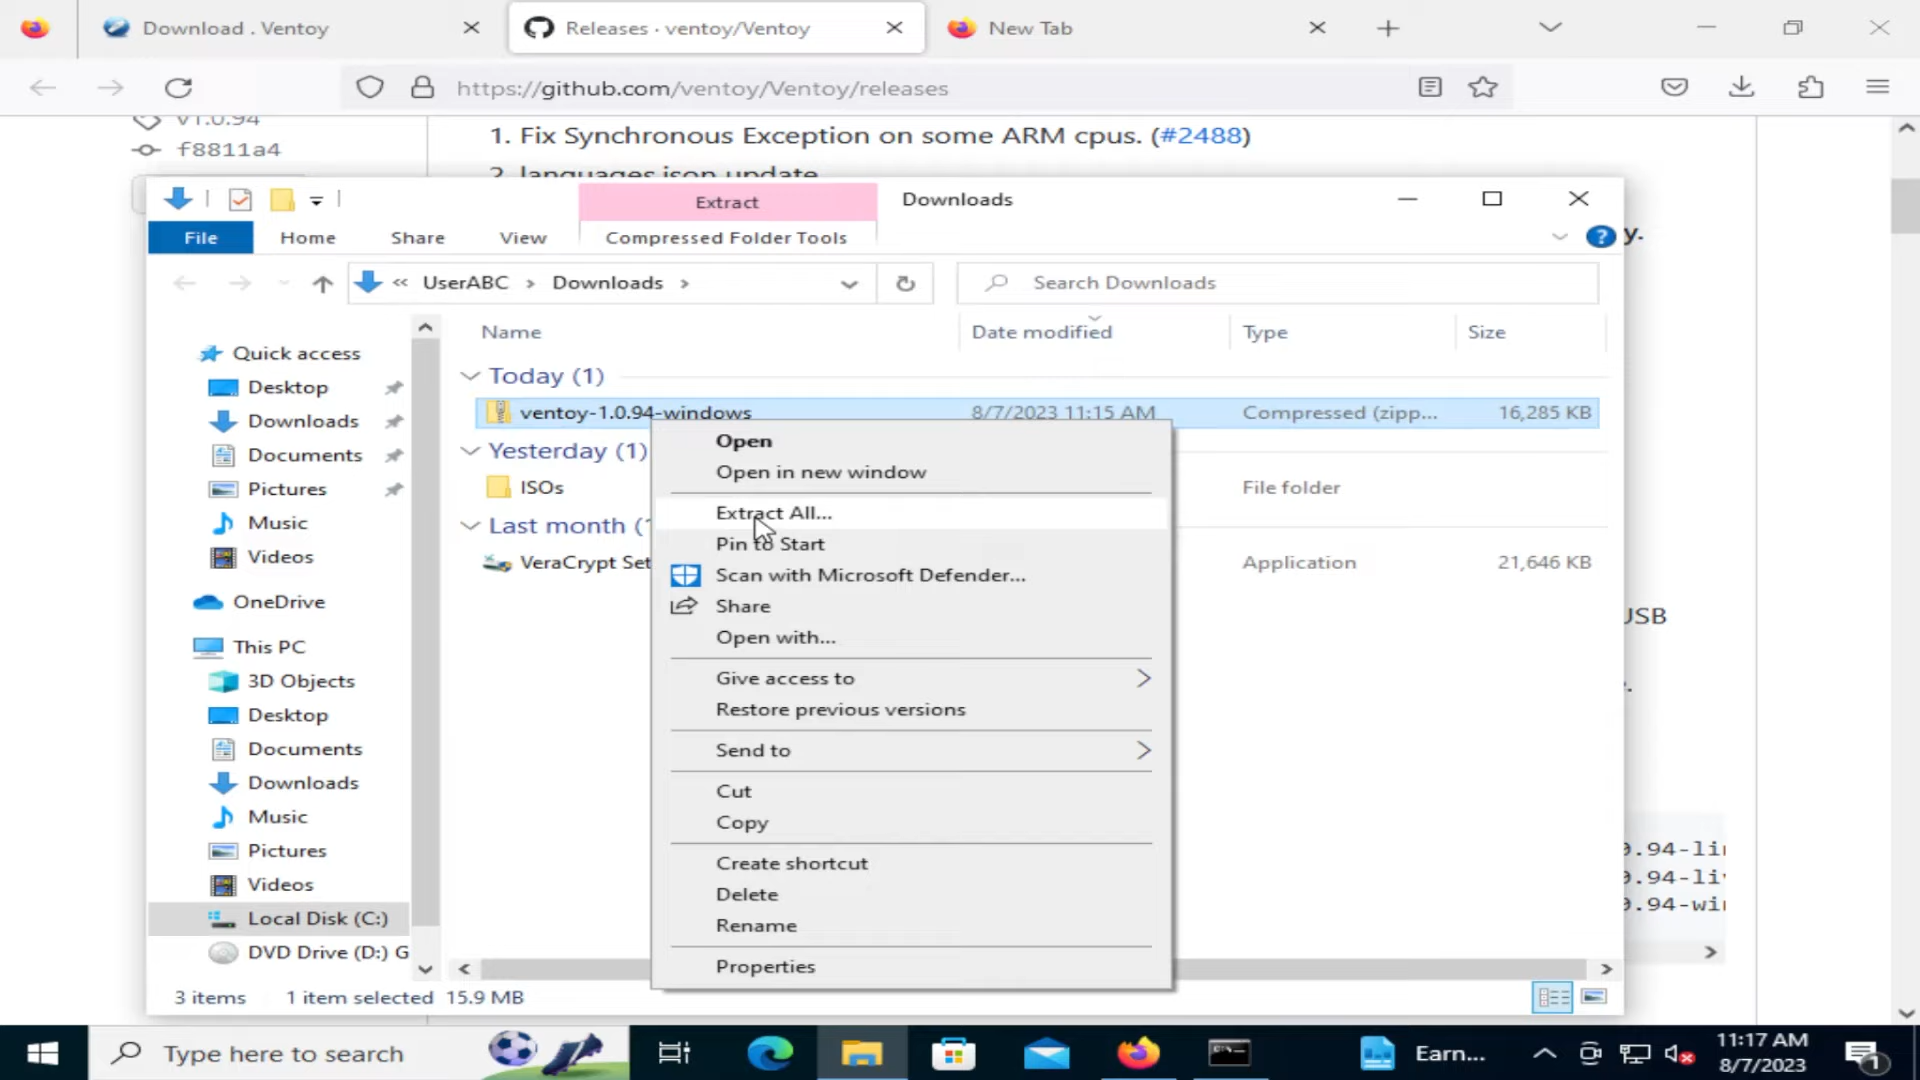 Download . Ventoy
Releases · ventoy/Ventoy
New Tab
https://github.com/ventoy/Ventoy/releases
v1.0.94
f8811a4
1. Fix Synchronous Exception on some ARM cpus. (#2488)
2. languages.json update
Extract
Downloads
File
Home
Share
View
Compressed Folder Tools
y.
« UserABC > Downloads >
Search Downloads
Name
Date modified
Type
Size
Quick access
Desktop
Downloads
Documents
Pictures
Music
Videos
OneDrive
This PC
3D Objects
Desktop
Documents
Downloads
Music
Pictures
Videos
Local Disk (C:)
DVD Drive (D:) G
Today (1)
ventoy-1.0.94-windows 8/7/2023 11:15 AM Compressed (zipp... 16,285 KB
Yesterday (1)
ISOs File folder
Last month (
VeraCrypt Set Application 21,646 KB
Open
Open in new window
Extract All...
Pin to Start
Scan with Microsoft Defender...
Share
Open with...
Give access to
Restore previous versions
Send to
Cut
Copy
Create shortcut
Delete
Rename
Properties
USB
.94-lin
.94-liv
.94-win
3 items 1 item selected 15.9 MB
Type here to search
Earn...
11:17 AM
8/7/2023
1